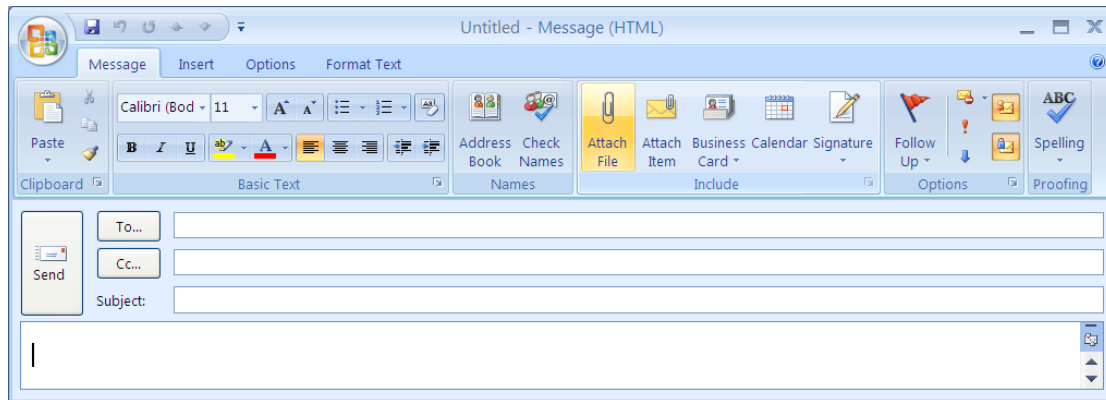 Untitled - Message (HTML)
Message Insert Options Format Text
Calibri (Bod 11 A A AB
ABC
Paste B I U ab A Address Book Check Names Attach File Attach Item Business Card Calendar Signature Follow Up Spelling
Clipboard Basic Text Names Include Options Proofing
To...
Send Cc...
Subject: